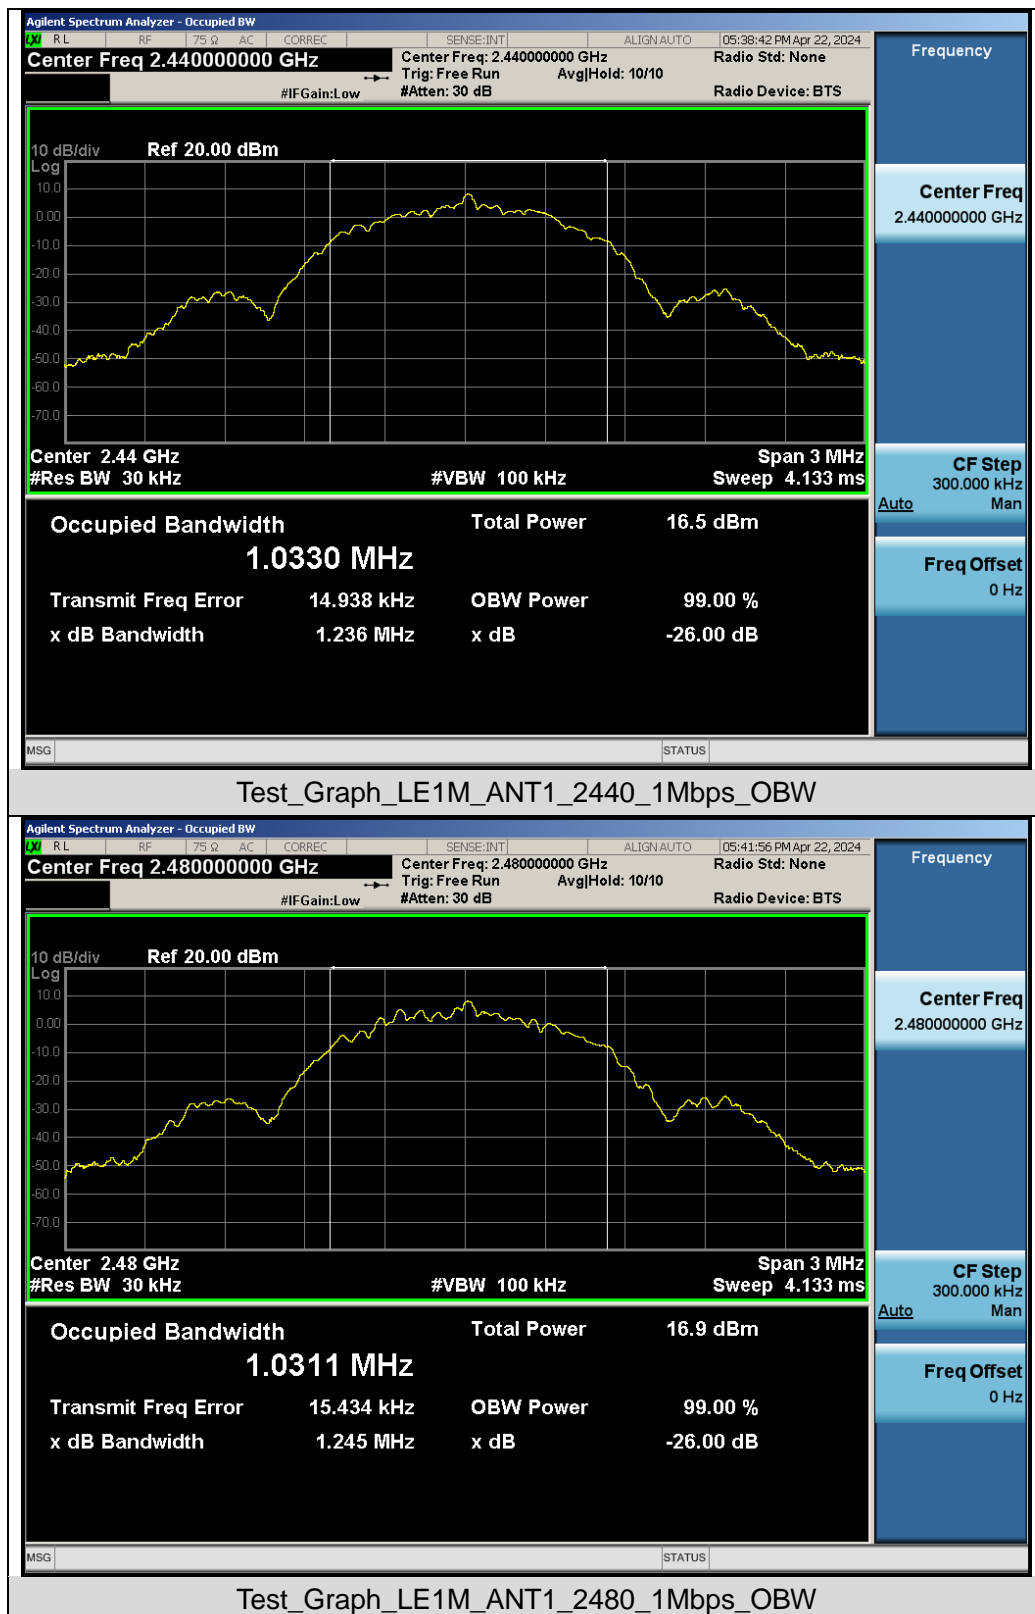 Agilent Spectrum Analyzer - Occupied BW
LXI RL RF 75 Ω AC CORREC SENSE:INT ALIGN AUTO 05:38:42 PM Apr 22, 2024
Center Freq 2.440000000 GHz
Center Freq: 2.440000000 GHz
Radio Std: None
Trig: Free Run
Avg|Hold: 10/10
#IFGain:Low
#Atten: 30 dB
Radio Device: BTS
Frequency
10 dB/div Ref 20.00 dBm
Log
10.0
0.00
-10.0
-20.0
-30.0
-40.0
-50.0
-60.0
-70.0
Center 2.44 GHz
Span 3 MHz
#Res BW 30 kHz
#VBW 100 kHz
Sweep 4.133 ms
Center Freq
2.440000000 GHz
CF Step
300.000 kHz
Auto Man
Freq Offset
0 Hz
Occupied Bandwidth
Total Power 16.5 dBm
1.0330 MHz
Transmit Freq Error 14.938 kHz
OBW Power 99.00 %
x dB Bandwidth 1.236 MHz
x dB -26.00 dB
MSG
STATUS
Test_Graph_LE1M_ANT1_2440_1Mbps_OBW
Agilent Spectrum Analyzer - Occupied BW
LXI RL RF 75 Ω AC CORREC SENSE:INT ALIGN AUTO 05:41:56 PM Apr 22, 2024
Center Freq 2.480000000 GHz
Center Freq: 2.480000000 GHz
Radio Std: None
Trig: Free Run
Avg|Hold: 10/10
#IFGain:Low
#Atten: 30 dB
Radio Device: BTS
Frequency
10 dB/div Ref 20.00 dBm
Log
10.0
0.00
-10.0
-20.0
-30.0
-40.0
-50.0
-60.0
-70.0
Center 2.48 GHz
Span 3 MHz
#Res BW 30 kHz
#VBW 100 kHz
Sweep 4.133 ms
Center Freq
2.480000000 GHz
CF Step
300.000 kHz
Auto Man
Freq Offset
0 Hz
Occupied Bandwidth
Total Power 16.9 dBm
1.0311 MHz
Transmit Freq Error 15.434 kHz
OBW Power 99.00 %
x dB Bandwidth 1.245 MHz
x dB -26.00 dB
MSG
STATUS
Test_Graph_LE1M_ANT1_2480_1Mbps_OBW